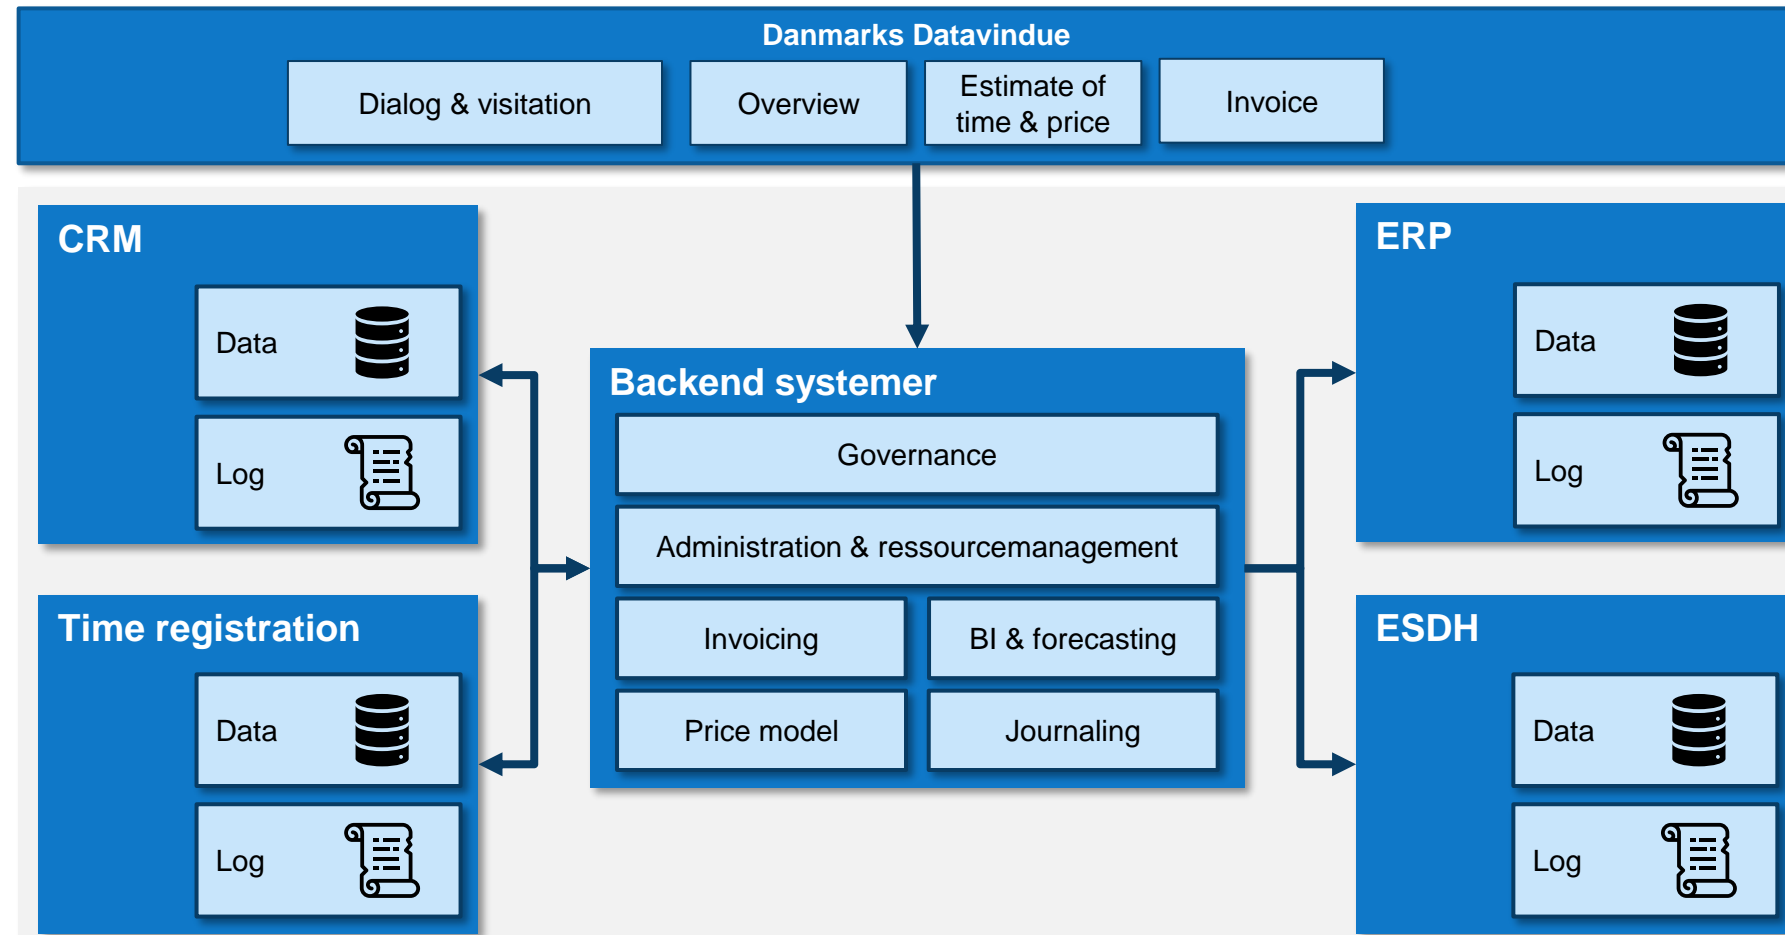 Danmarks Datavindue
Dialog & visitation
Overview
Estimate of
time & price
Invoice
CRM
Data
Log
Time registration
Data
Log
Backend systemer
Governance
Administration & ressourcemanagement
Invoicing
BI & forecasting
Price model
Journaling
ERP
Data
Log
ESDH
Data
Log